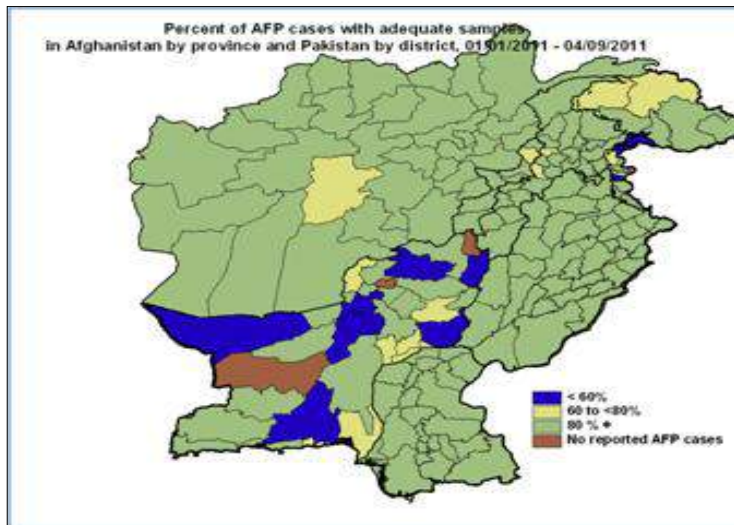 Percent of AFP cases with adequate samples
in Afghanistan by province and Pakistan by district, 01/01/2011 - 04/09/2011
< 60%
60 to <80%
80 % +
No reported AFP cases